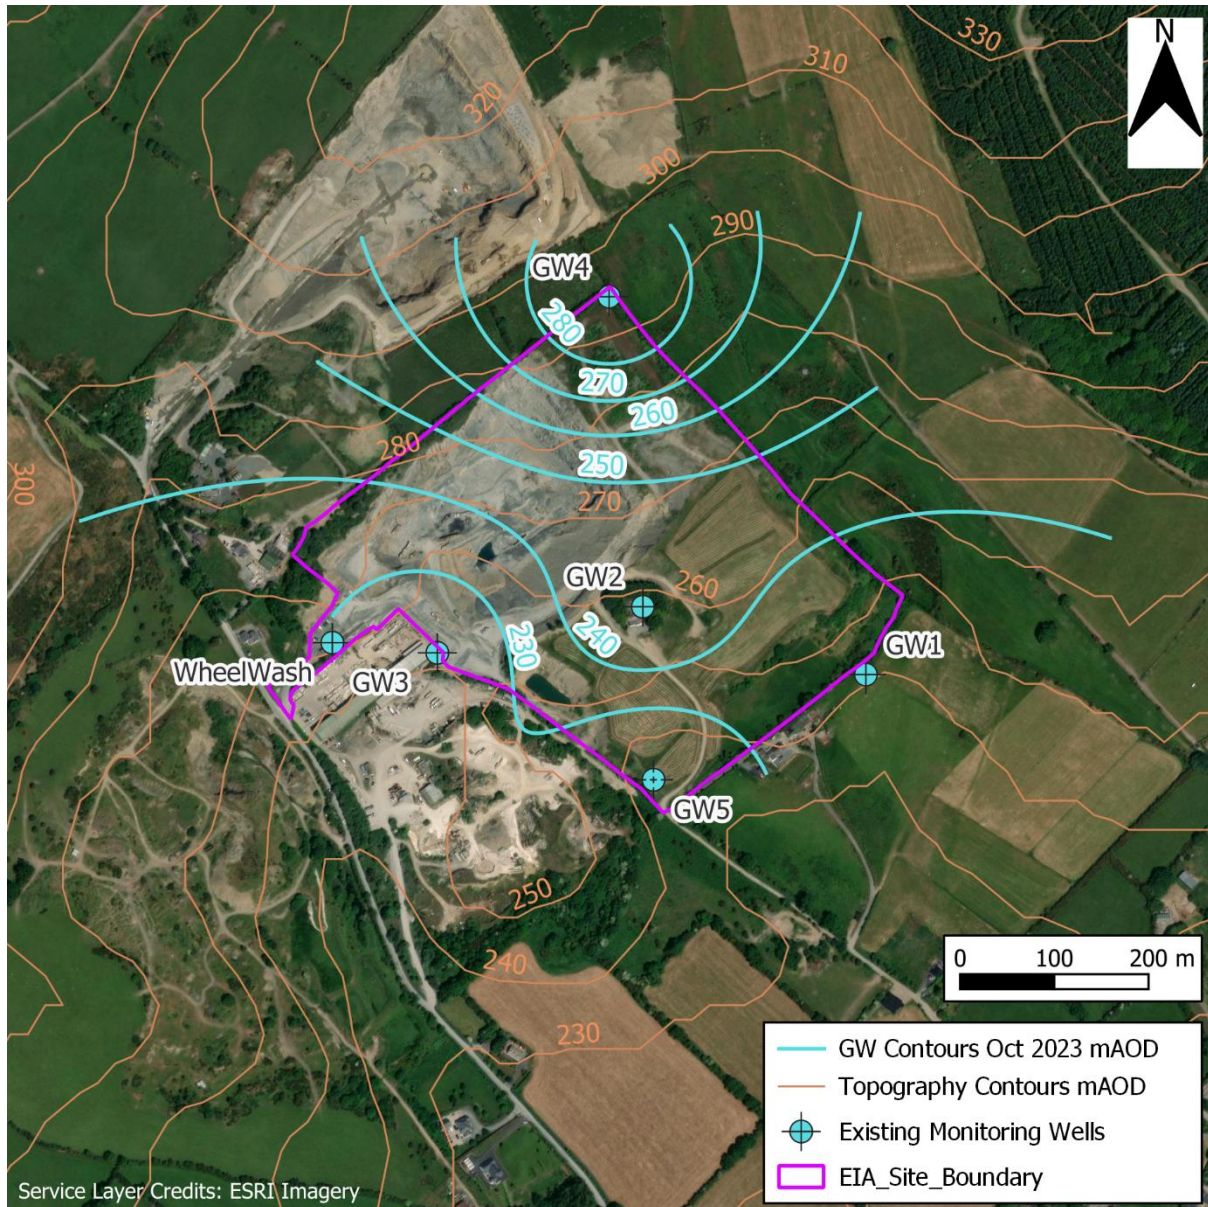 330
N
310
320
300
290
GW4
280
270
260
280
250
300
270
GW2
260
240
230
GW1
WheelWash
GW3
GW5
250
240
230
0 100 200 m
GW Contours Oct 2023 mAOD
Topography Contours mAOD
Existing Monitoring Wells
EIA_Site_Boundary
Service Layer Credits: ESRI Imagery